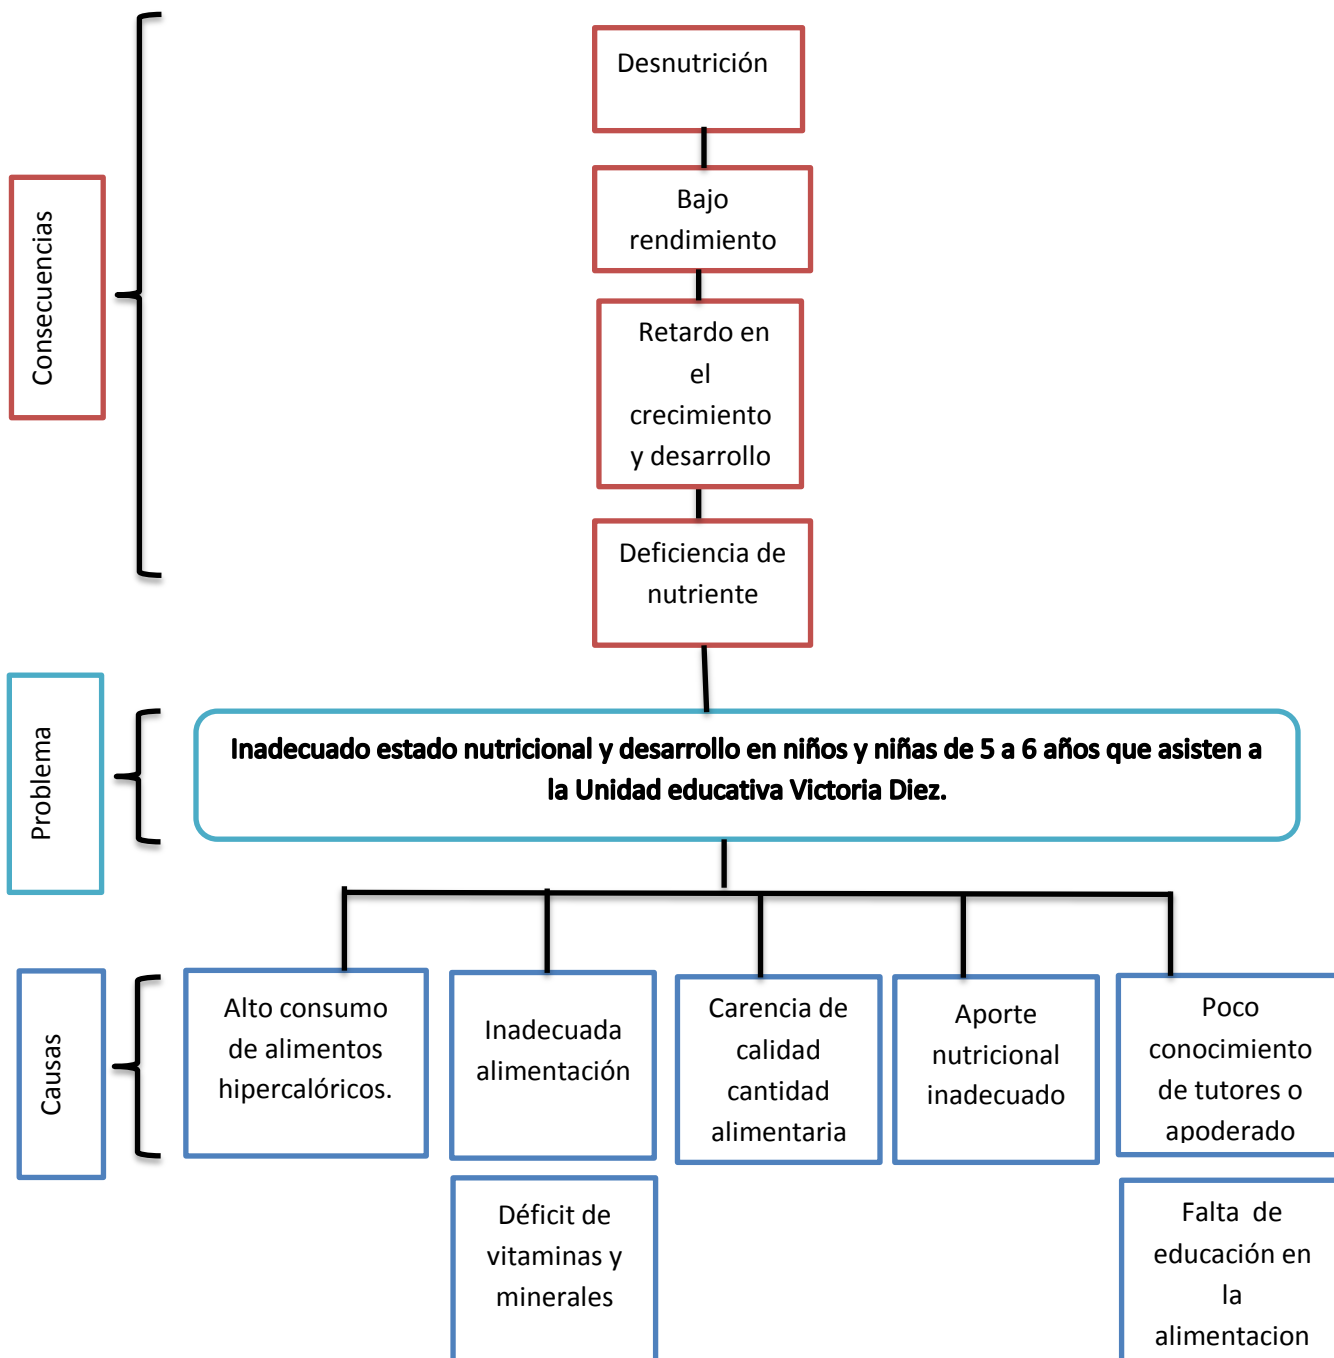 Desnutrición
Bajo
rendimiento
Consecuencias
Retardo en
el
crecimiento
y desarrollo
Deficiencia de
nutriente
Problema
Inadecuado estado nutricional y desarrollo en niños y niñas de 5 a 6 años que asisten a
la Unidad educativa Victoria Diez.
Causas
Alto consumo
de alimentos
hipercalóricos.
Inadecuada
alimentación
Carencia de
calidad
cantidad
alimentaria
Aporte
nutricional
inadecuado
Poco
conocimiento
de tutores o
apoderado
Déficit de
vitaminas y
minerales
Falta  de
educación en
la
alimentacion